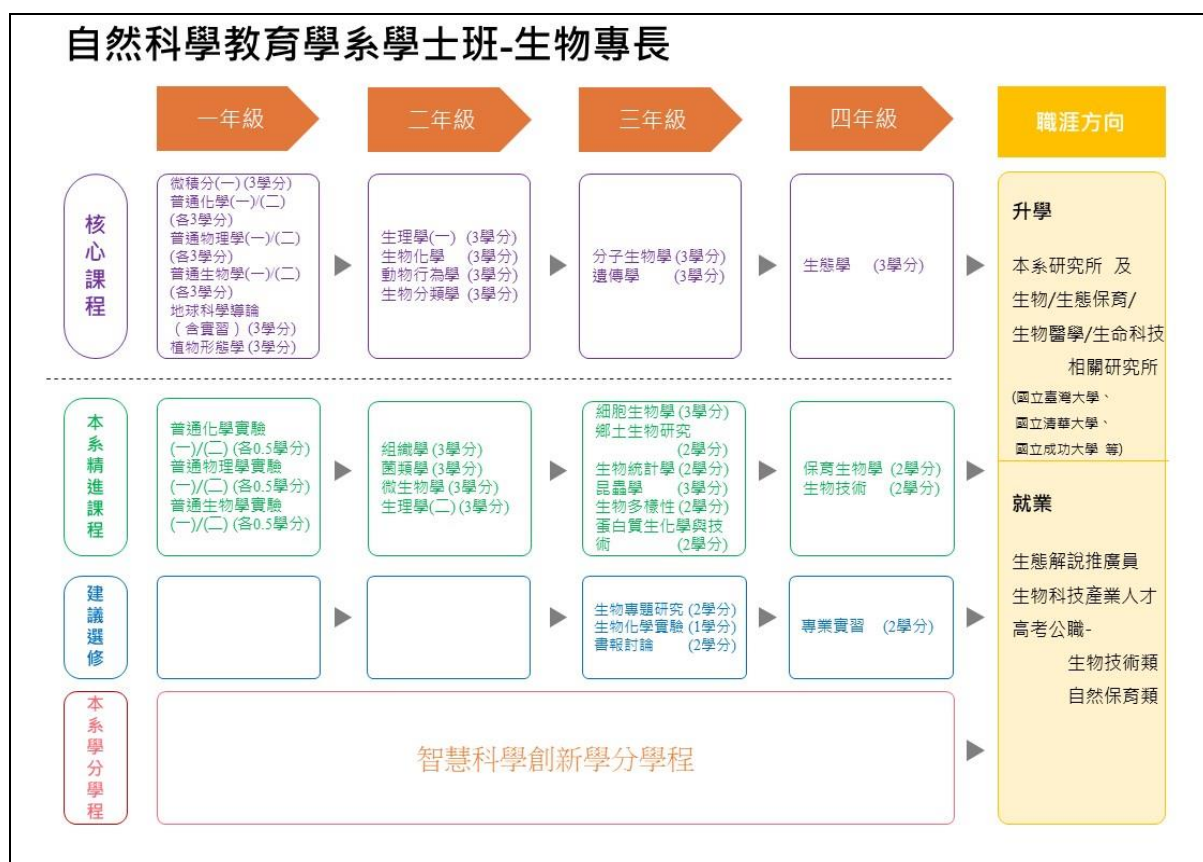 自然科學教育學系學士班-生物專長
一年級
二年級
三年級
四年級
職涯方向
核心課程
微積分(一) (3學分)
普通化學(一)/(二)
(各3學分)
普通物理學(一)/(二)
(各3學分)
普通生物學(一)/(二)
(各3學分)
地球科學導論
(含實習) (3學分)
植物形態學 (3學分)
生理學(一) (3學分)
生物化學 (3學分)
動物行為學 (3學分)
生物分類學 (3學分)
分子生物學 (3學分)
遺傳學 (3學分)
生態學 (3學分)
本系精進課程
普通化學實驗
(一)/(二) (各0.5學分)
普通物理學實驗
(一)/(二) (各0.5學分)
普通生物學實驗
(一)/(二) (各0.5學分)
組織學 (3學分)
菌類學 (3學分)
微生物學 (3學分)
生理學(二) (3學分)
細胞生物學 (3學分)
鄉土生物研究
(2學分)
生物統計學 (2學分)
昆蟲學 (3學分)
生物多樣性 (2學分)
蛋白質生化學與技
術 (2學分)
保育生物學 (2學分)
生物技術 (2學分)
建議選修
生物專題研究 (2學分)
生物化學實驗 (1學分)
書報討論 (2學分)
專業實習 (2學分)
本系學分學程
智慧科學創新學分學程
升學
本系研究所 及
生物/生態保育/
生物醫學/生命科技
相關研究所
(國立臺灣大學、
國立清華大學、
國立成功大學 等)
就業
生態解說推廣員
生物科技產業人才
高考公職-
生物技術類
自然保育類